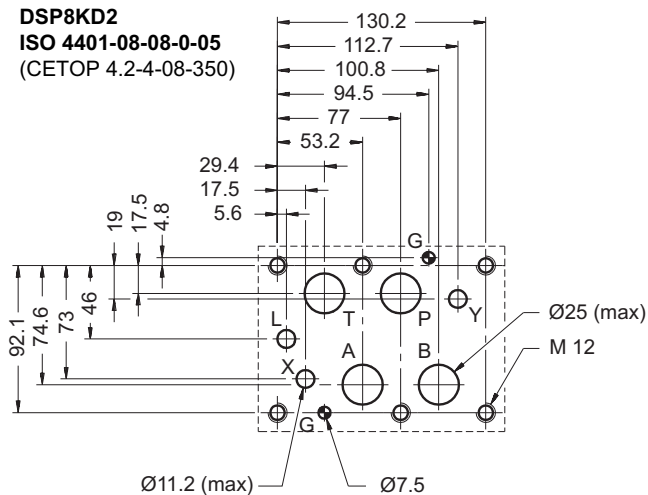 DSP8KD2
ISO 4401-08-08-0-05
(CETOP 4.2-4-08-350)
130.2
112.7
100.8
94.5
77
53.2
29.4
17.5
5.6
19
17.5
4.8
92.1
74.6
73
46
G
T
P
Y
L
A
B
X
G
Ø25 (max)
M 12
Ø11.2 (max)
Ø7.5